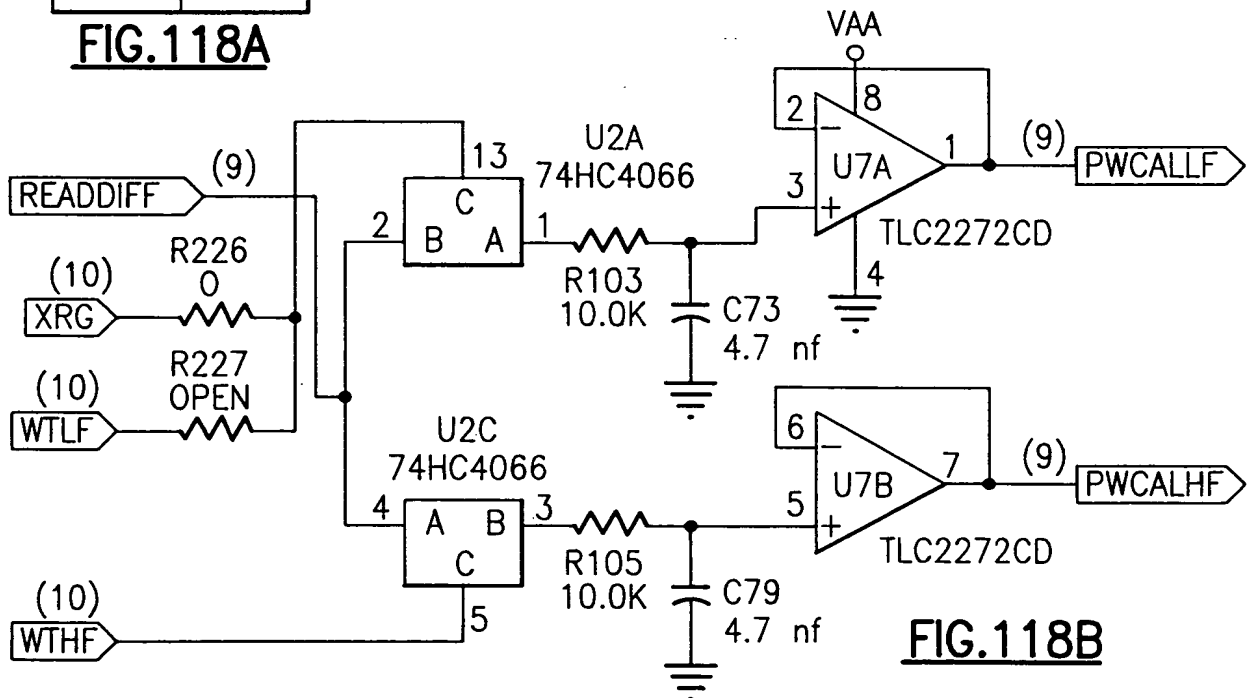 FIG.118A
VAA
8
2
−
U7A
1
(9)
PWCALLF
3
+
TLC2272CD
4
U2A
74HC4066
13
C
2
B
A
1
R103
10.0K
C73
4.7 nf
READDIFF
(9)
R226
0
(10)
XRG
R227
OPEN
(10)
WTLF
U2C
74HC4066
4
A
B
3
C
5
R105
10.0K
C79
4.7 nf
6
−
U7B
7
(9)
PWCALHF
5
+
TLC2272CD
(10)
WTHF
FIG.118B